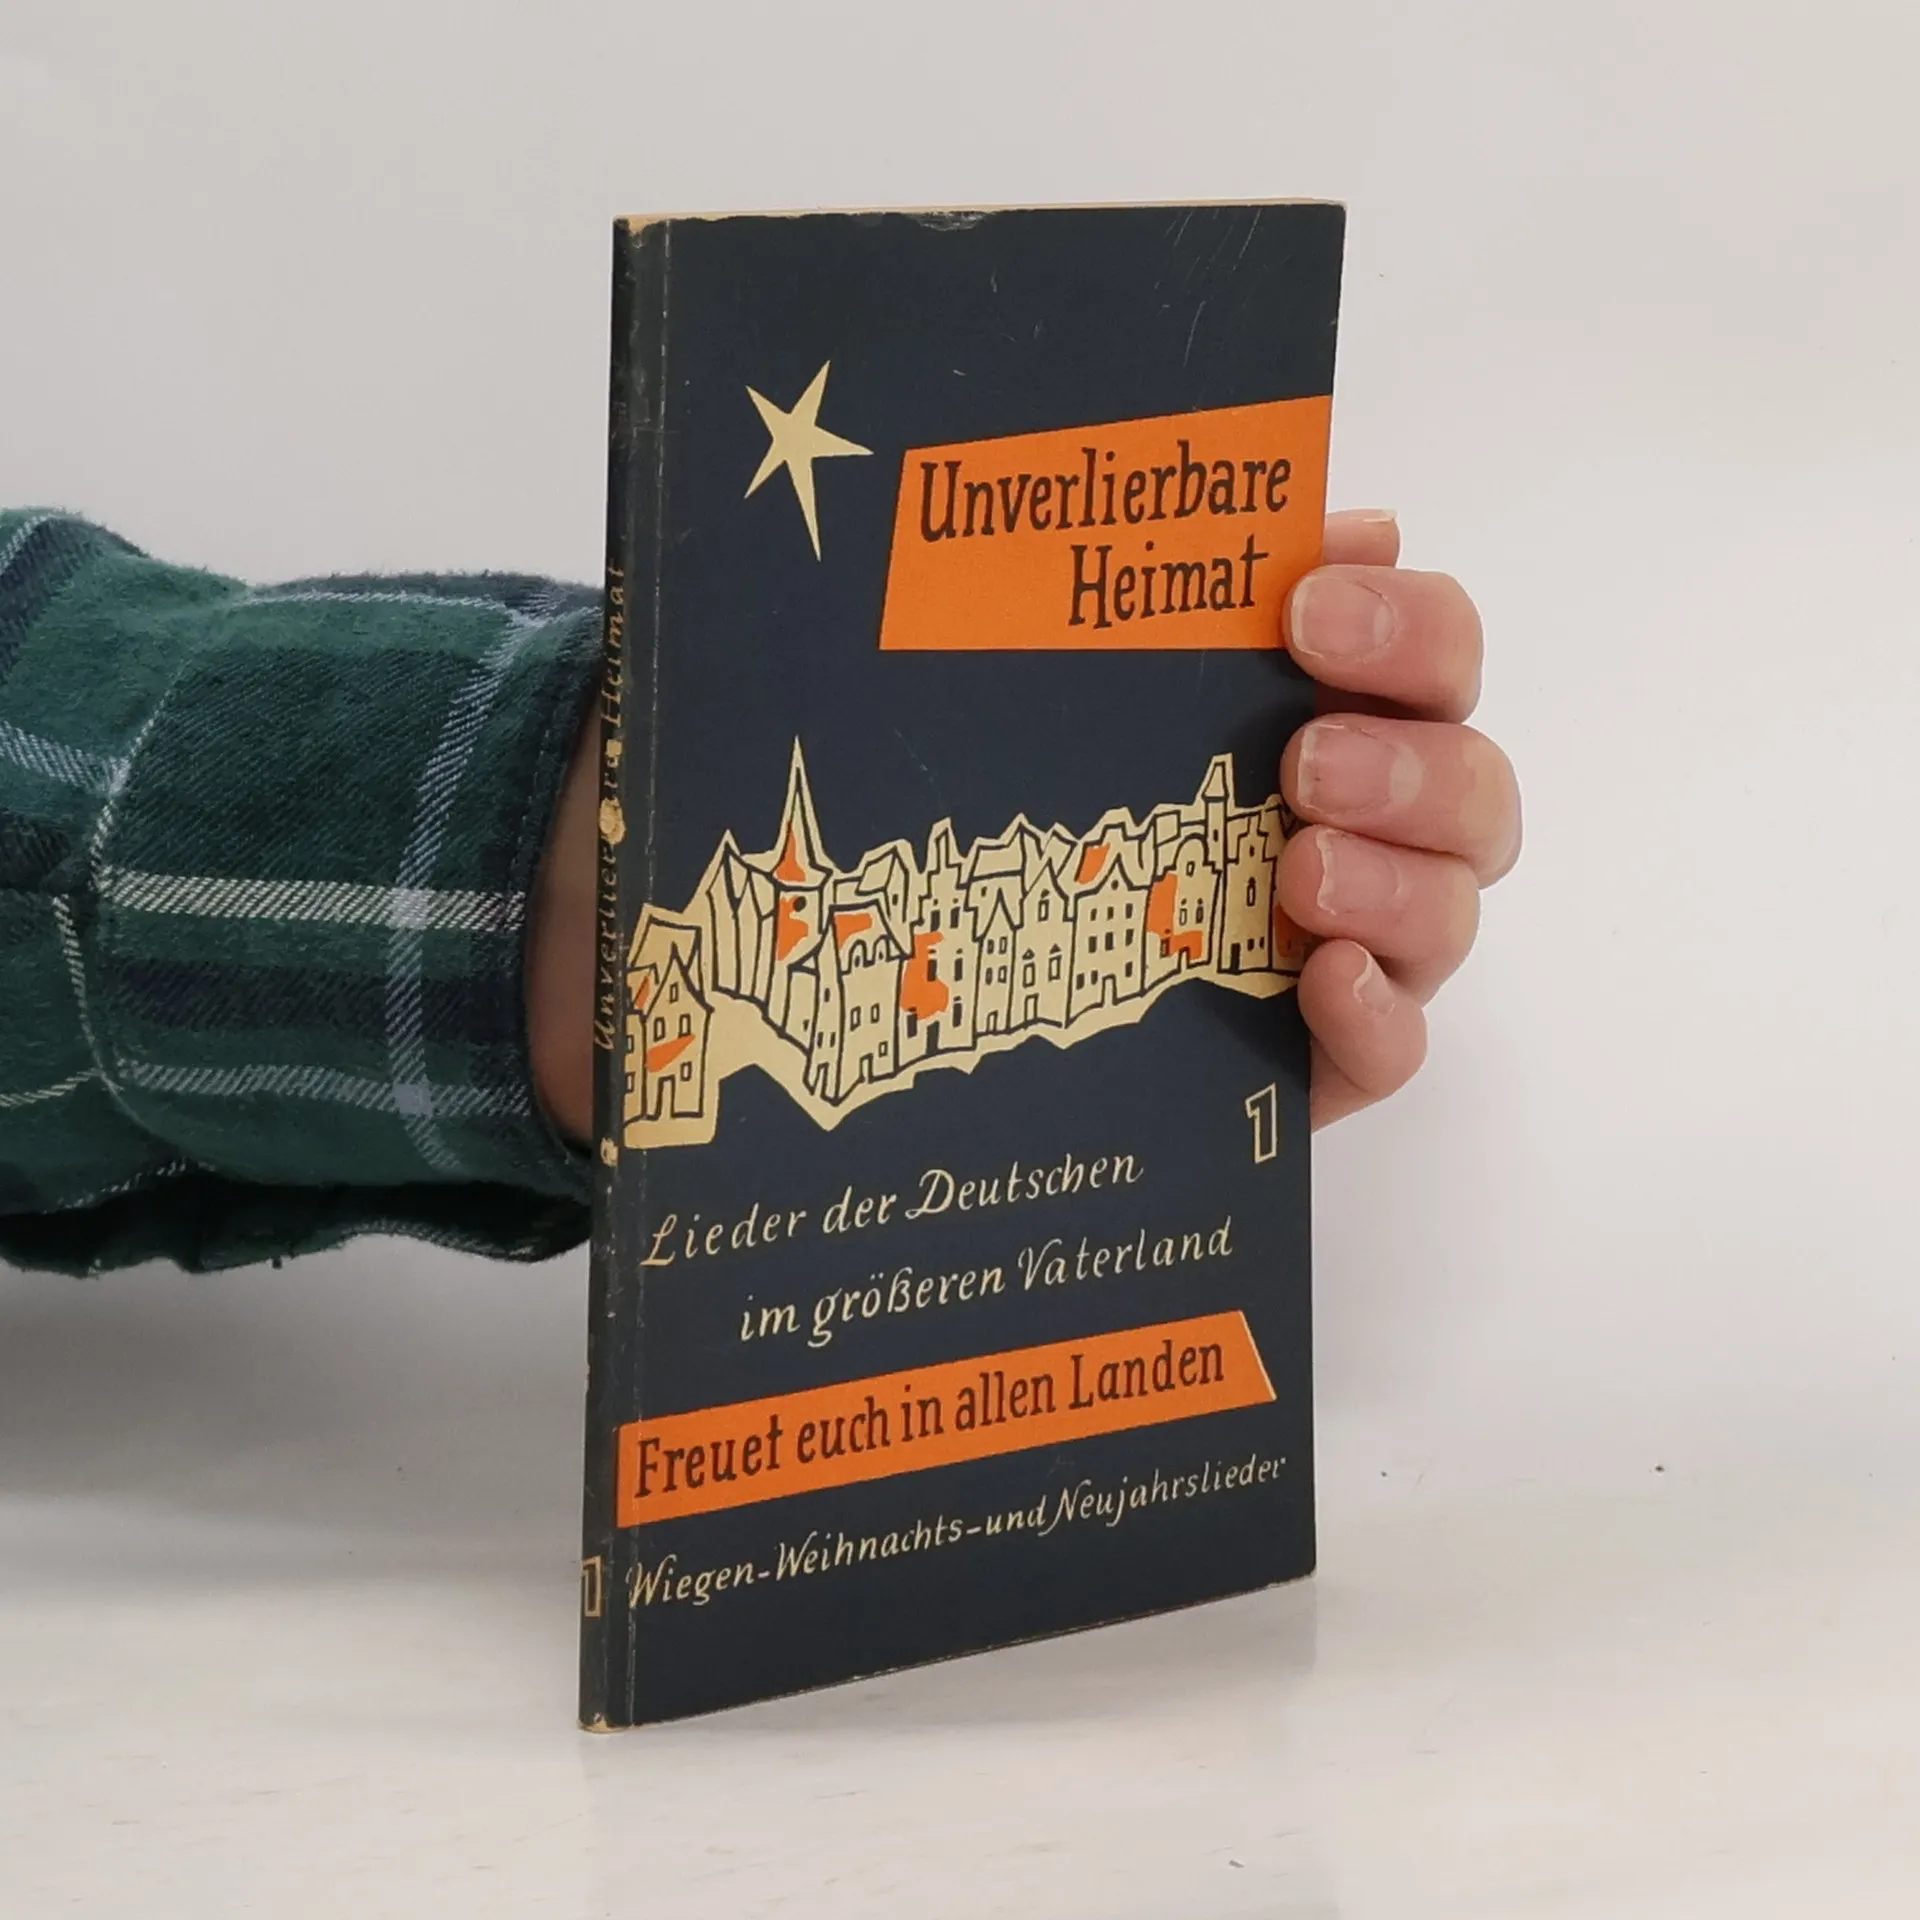 Unverlierbare
Heimat
1
Lieder der Deutschen
im größeren Vaterland
Freuet euch in allen Landen
Wiegen-Weihnachts-und Neujahrslieder
Unverlierbare Heimat
1